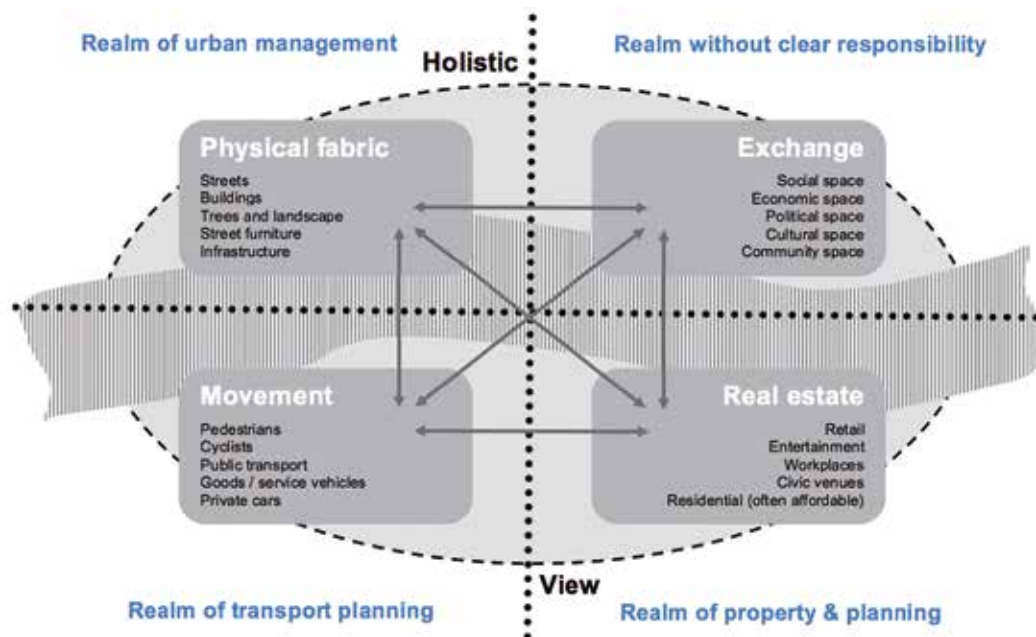 Realm of urban management
Realm without clear responsibility
Holistic
Physical fabric
Streets
Buildings
Trees and landscape
Street furniture
Infrastructure
Exchange
Social space
Economic space
Political space
Cultural space
Community space
Movement
Pedestrians
Cyclists
Public transport
Goods / service vehicles
Private cars
Real estate
Retail
Entertainment
Workplaces
Civic venues
Residential (often affordable)
View
Realm of transport planning
Realm of property & planning